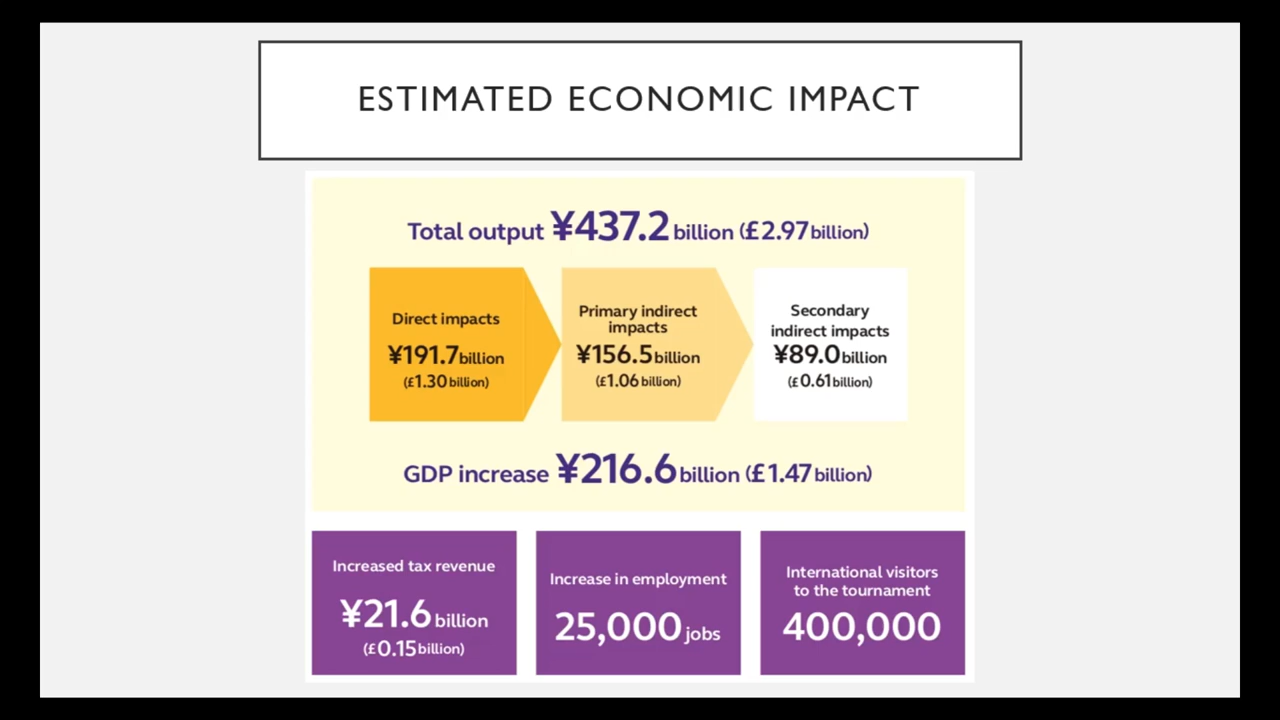 ESTIMATED ECONOMIC IMPACT
Total output ¥437.2 billion (£2.97 billion)
Direct impacts
¥191.7 billion
(£1.30 billion)
Primary indirect
impacts
¥156.5 billion
(£1.06 billion)
Secondary
indirect impacts
¥89.0 billion
(£0.61 billion)
GDP increase ¥216.6 billion (£1.47 billion)
Increased tax revenue
¥21.6 billion
(£0.15 billion)
Increase in employment
25,000 jobs
International visitors
to the tournament
400,000